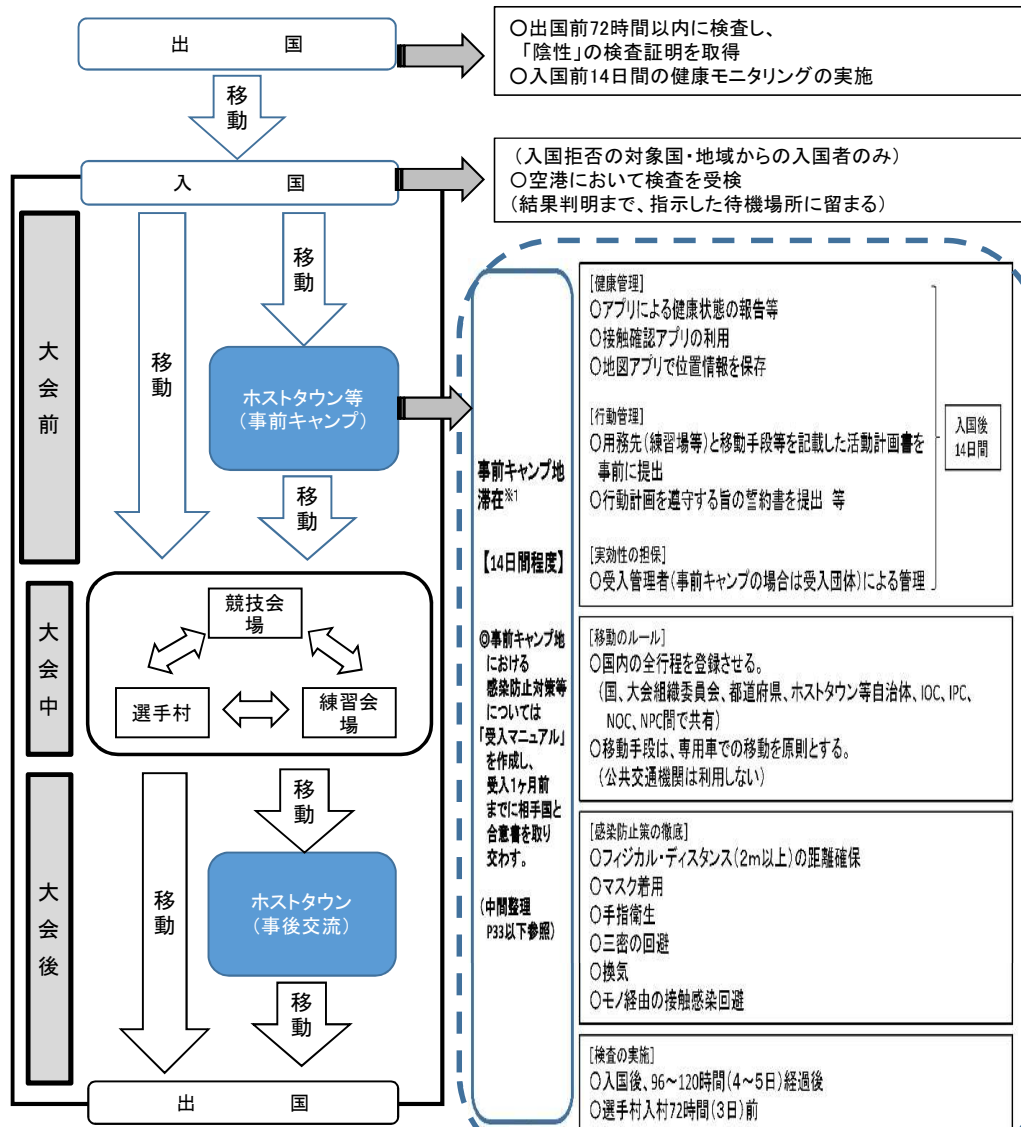 出 国
○出国前72時間以内に検査し、
「陰性」の検査証明を取得
○入国前14日間の健康モニタリングの実施
移動
入 国
(入国拒否の対象国・地域からの入国者のみ)
○空港において検査を受検
(結果判明まで、指示した待機場所に留まる)
大会前
移動
移動
ホストタウン等
(事前キャンプ)
移動
大会中
競技会
場
選手村
練習会
場
大会後
移動
移動
ホストタウン
(事後交流)
移動
出 国
事前キャンプ地
滞在※1
【14日間程度】
◎事前キャンプ地
における
感染防止対策等
については
「受入マニュアル」
を作成し、
受入1ヶ月前
までに相手国と
合意書を取り
交わす。
(中間整理
P33以下参照)
[健康管理]
○アプリによる健康状態の報告等
○接触確認アプリの利用
○地図アプリで位置情報を保存
[行動管理]
○用務先(練習場等)と移動手段等を記載した活動計画書を
事前に提出
○行動計画を遵守する旨の誓約書を提出 等
[実効性の担保]
○受入管理者(事前キャンプの場合は受入団体)による管理
入国後
14日間
[移動のルール]
○国内の全行程を登録させる。
(国、大会組織委員会、都道府県、ホストタウン等自治体、IOC、IPC、
NOC、NPC間で共有)
○移動手段は、専用車での移動を原則とする。
(公共交通機関は利用しない)
[感染防止策の徹底]
○フィジカル・ディスタンス(2m以上)の距離確保
○マスク着用
○手指衛生
○三密の回避
○換気
○モノ経由の接触感染回避
[検査の実施]
○入国後、96~120時間(4~5日)経過後
○選手村入村72時間(3日)前